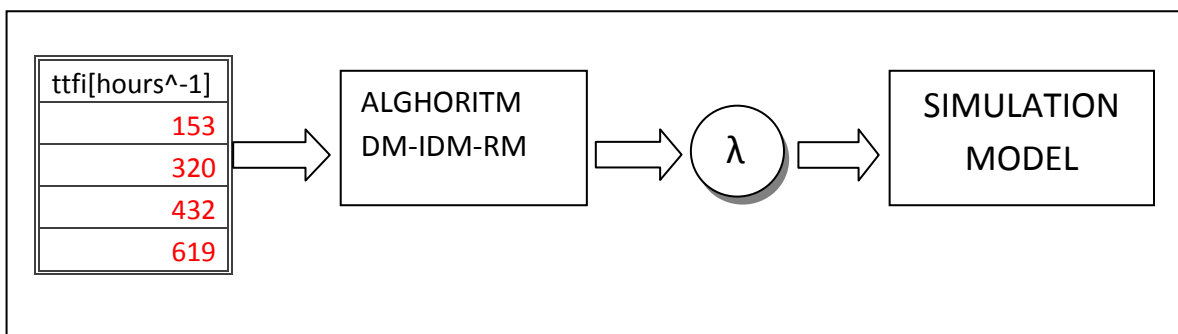 ttfi[hours^-1]
153
320
432
619
ALGHORITM
DM-IDM-RM
λ
SIMULATION
MODEL